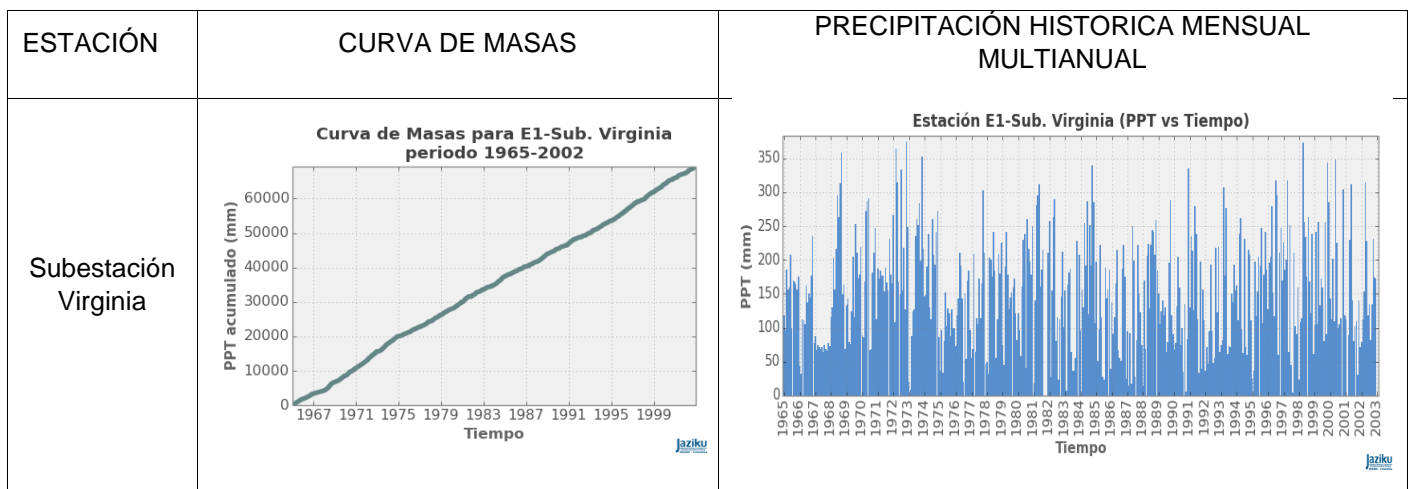 ESTACIÓN
CURVA DE MASAS
PRECIPITACIÓN HISTORICA MENSUAL
MULTIANUAL
Subestación
Virginia
Curva de Masas para E1-Sub. Virginia
periodo 1965-2002
PPT acumulado (mm)
60000
50000
40000
30000
20000
10000
0
1967 1971 1975 1979 1983 1987 1991 1995 1999
Tiempo
Jaziku
Estación E1-Sub. Virginia (PPT vs Tiempo)
PPT (mm)
350
300
250
200
150
100
50
0
1965 1966 1967 1968 1969 1970 1971 1972 1973 1974 1975 1976 1977 1978 1979 1980 1981 1982 1983 1984 1985 1986 1987 1988 1989 1990 1991 1992 1993 1994 1995 1996 1997 1998 1999 2000 2001 2002 2003
Tiempo
Jaziku